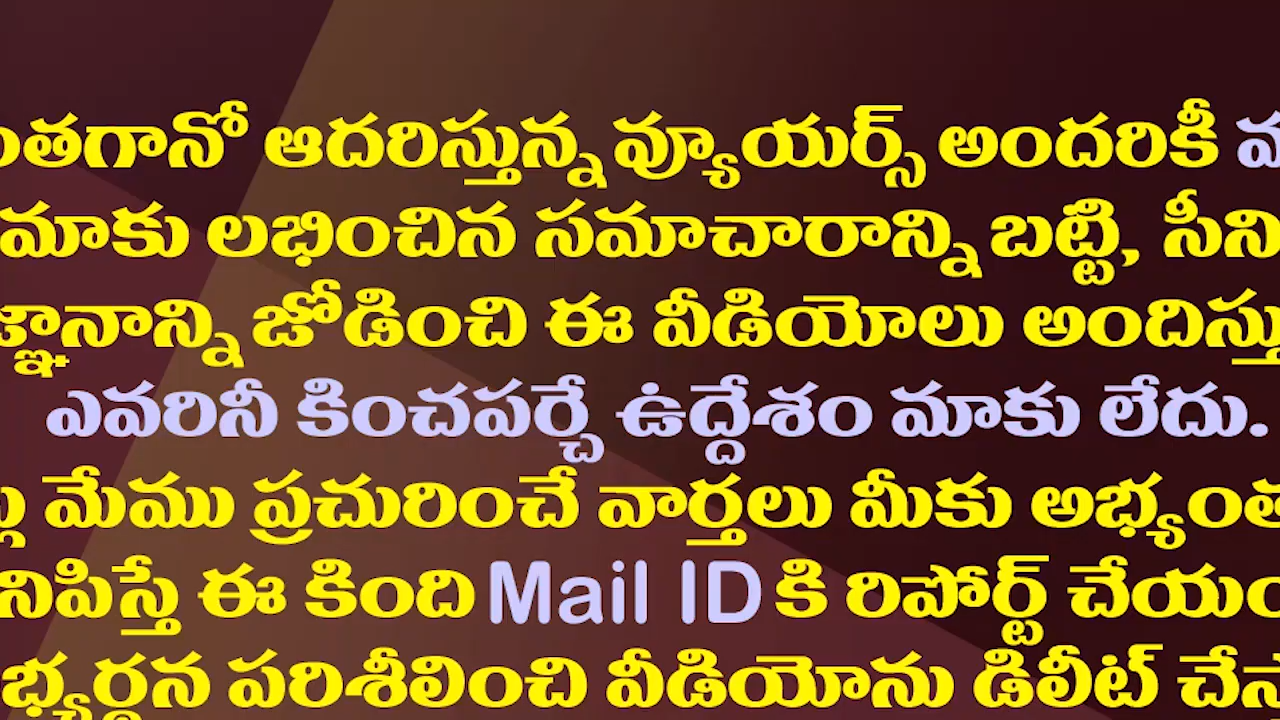 ఆదరిస్తున్న వ్యూయర్స్ అందరికీ
మాకు లభించిన సమాచారాన్ని బట్టి,
జోడించి ఈ వీడియోలు
ఎవరినీ కించపర్చే ఉద్దేశం మాకు లేదు.
మేము ప్రచురించే వార్తలు మీకు
ఈ కింది Mail ID కి రిపోర్ట్
పరిశీలించి వీడియోను డిలీట్